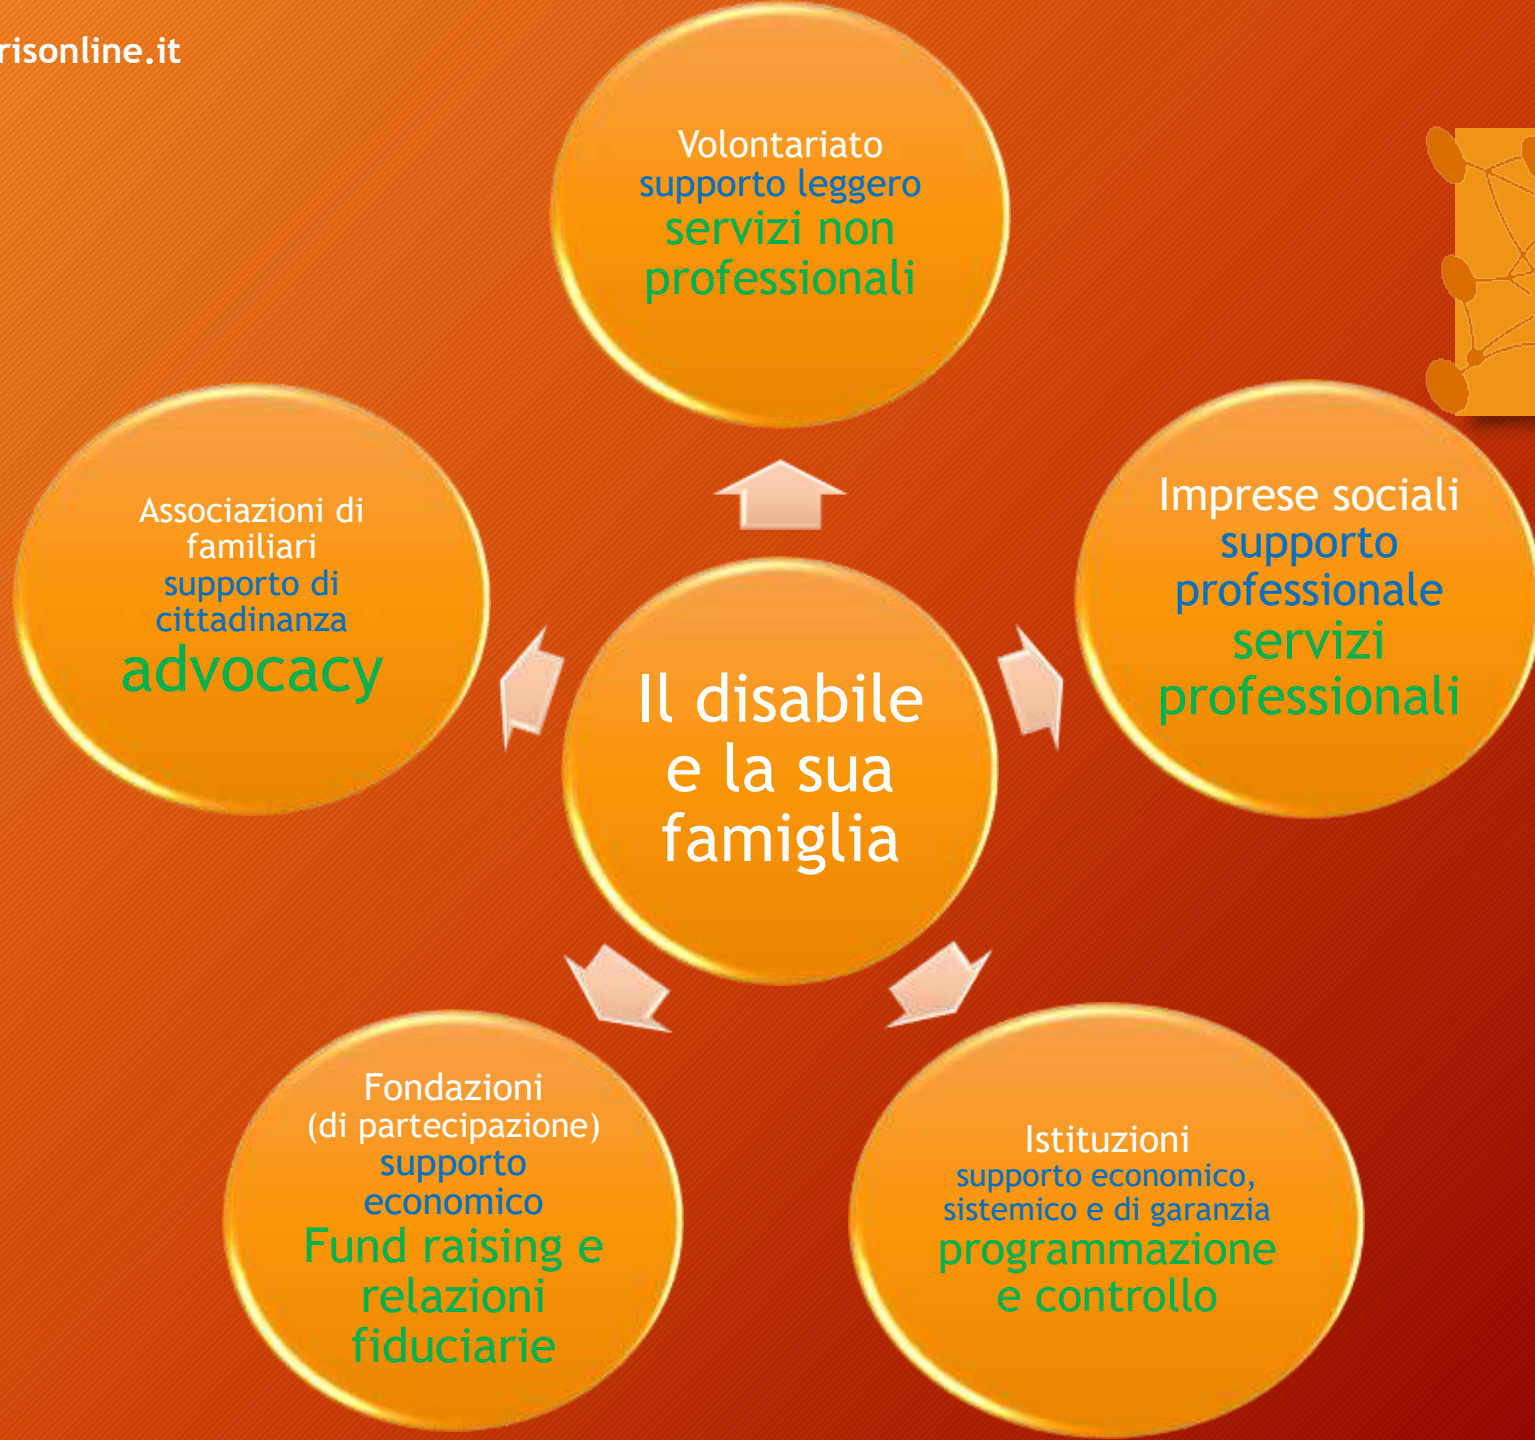 risonline.it
Volontariato
supporto leggero
servizi non
professionali
Associazioni di
familiari
supporto di
cittadinanza
advocacy
Imprese sociali
supporto
professionale
servizi
professionali
Il disabile
e la sua
famiglia
Fondazioni
(di partecipazione)
supporto
economico
Fund raising e
relazioni
fiduciarie
Istituzioni
supporto economico,
sistemico e di garanzia
programmazione
e controllo